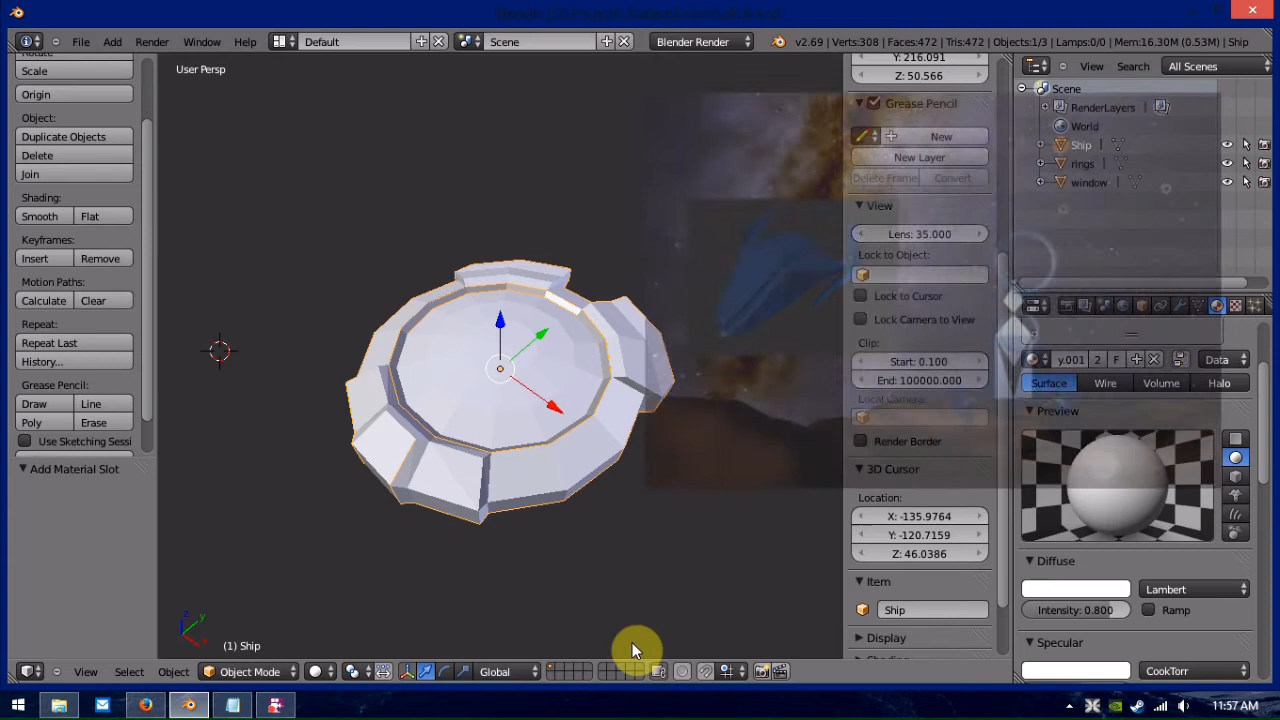 File Add Render Window Help Default Scene Blender Render v2.69 | Verts:308 | Faces:472 | Tris:472 | Objects:1/3 | Lamps:0/0 | Mem:16.30M (0.53M) | Ship
Scale
Origin
Object:
Duplicate Objects
Delete
Join
Shading:
Smooth Flat
Keyframes:
Insert Remove
Motion Paths:
Calculate Clear
Repeat:
Repeat Last
History...
Grease Pencil:
Draw Line
Poly Erase
Use Sketching Sessi
Add Material Slot
User Persp
(1) Ship
z y x
View Select Object Object Mode Global
Y: 216.091
Z: 50.566
Grease Pencil
New
New Layer
Delete Frame Convert
View
Lens: 35.000
Lock to Object:
Lock to Cursor
Lock Camera to View
Clip:
Start: 0.100
End: 100000.000
Local Camera:
Render Border
3D Cursor
Location:
X: -135.9764
Y: -120.7159
Z: 46.0386
Item
Ship
Display
View Search All Scenes
Scene
RenderLayers
World
Ship
rings
window
y.001 2 F Data
Surface Wire Volume Halo
Preview
Diffuse
Lambert
Intensity: 0.800 Ramp
Specular
CookTorr
11:57 AM